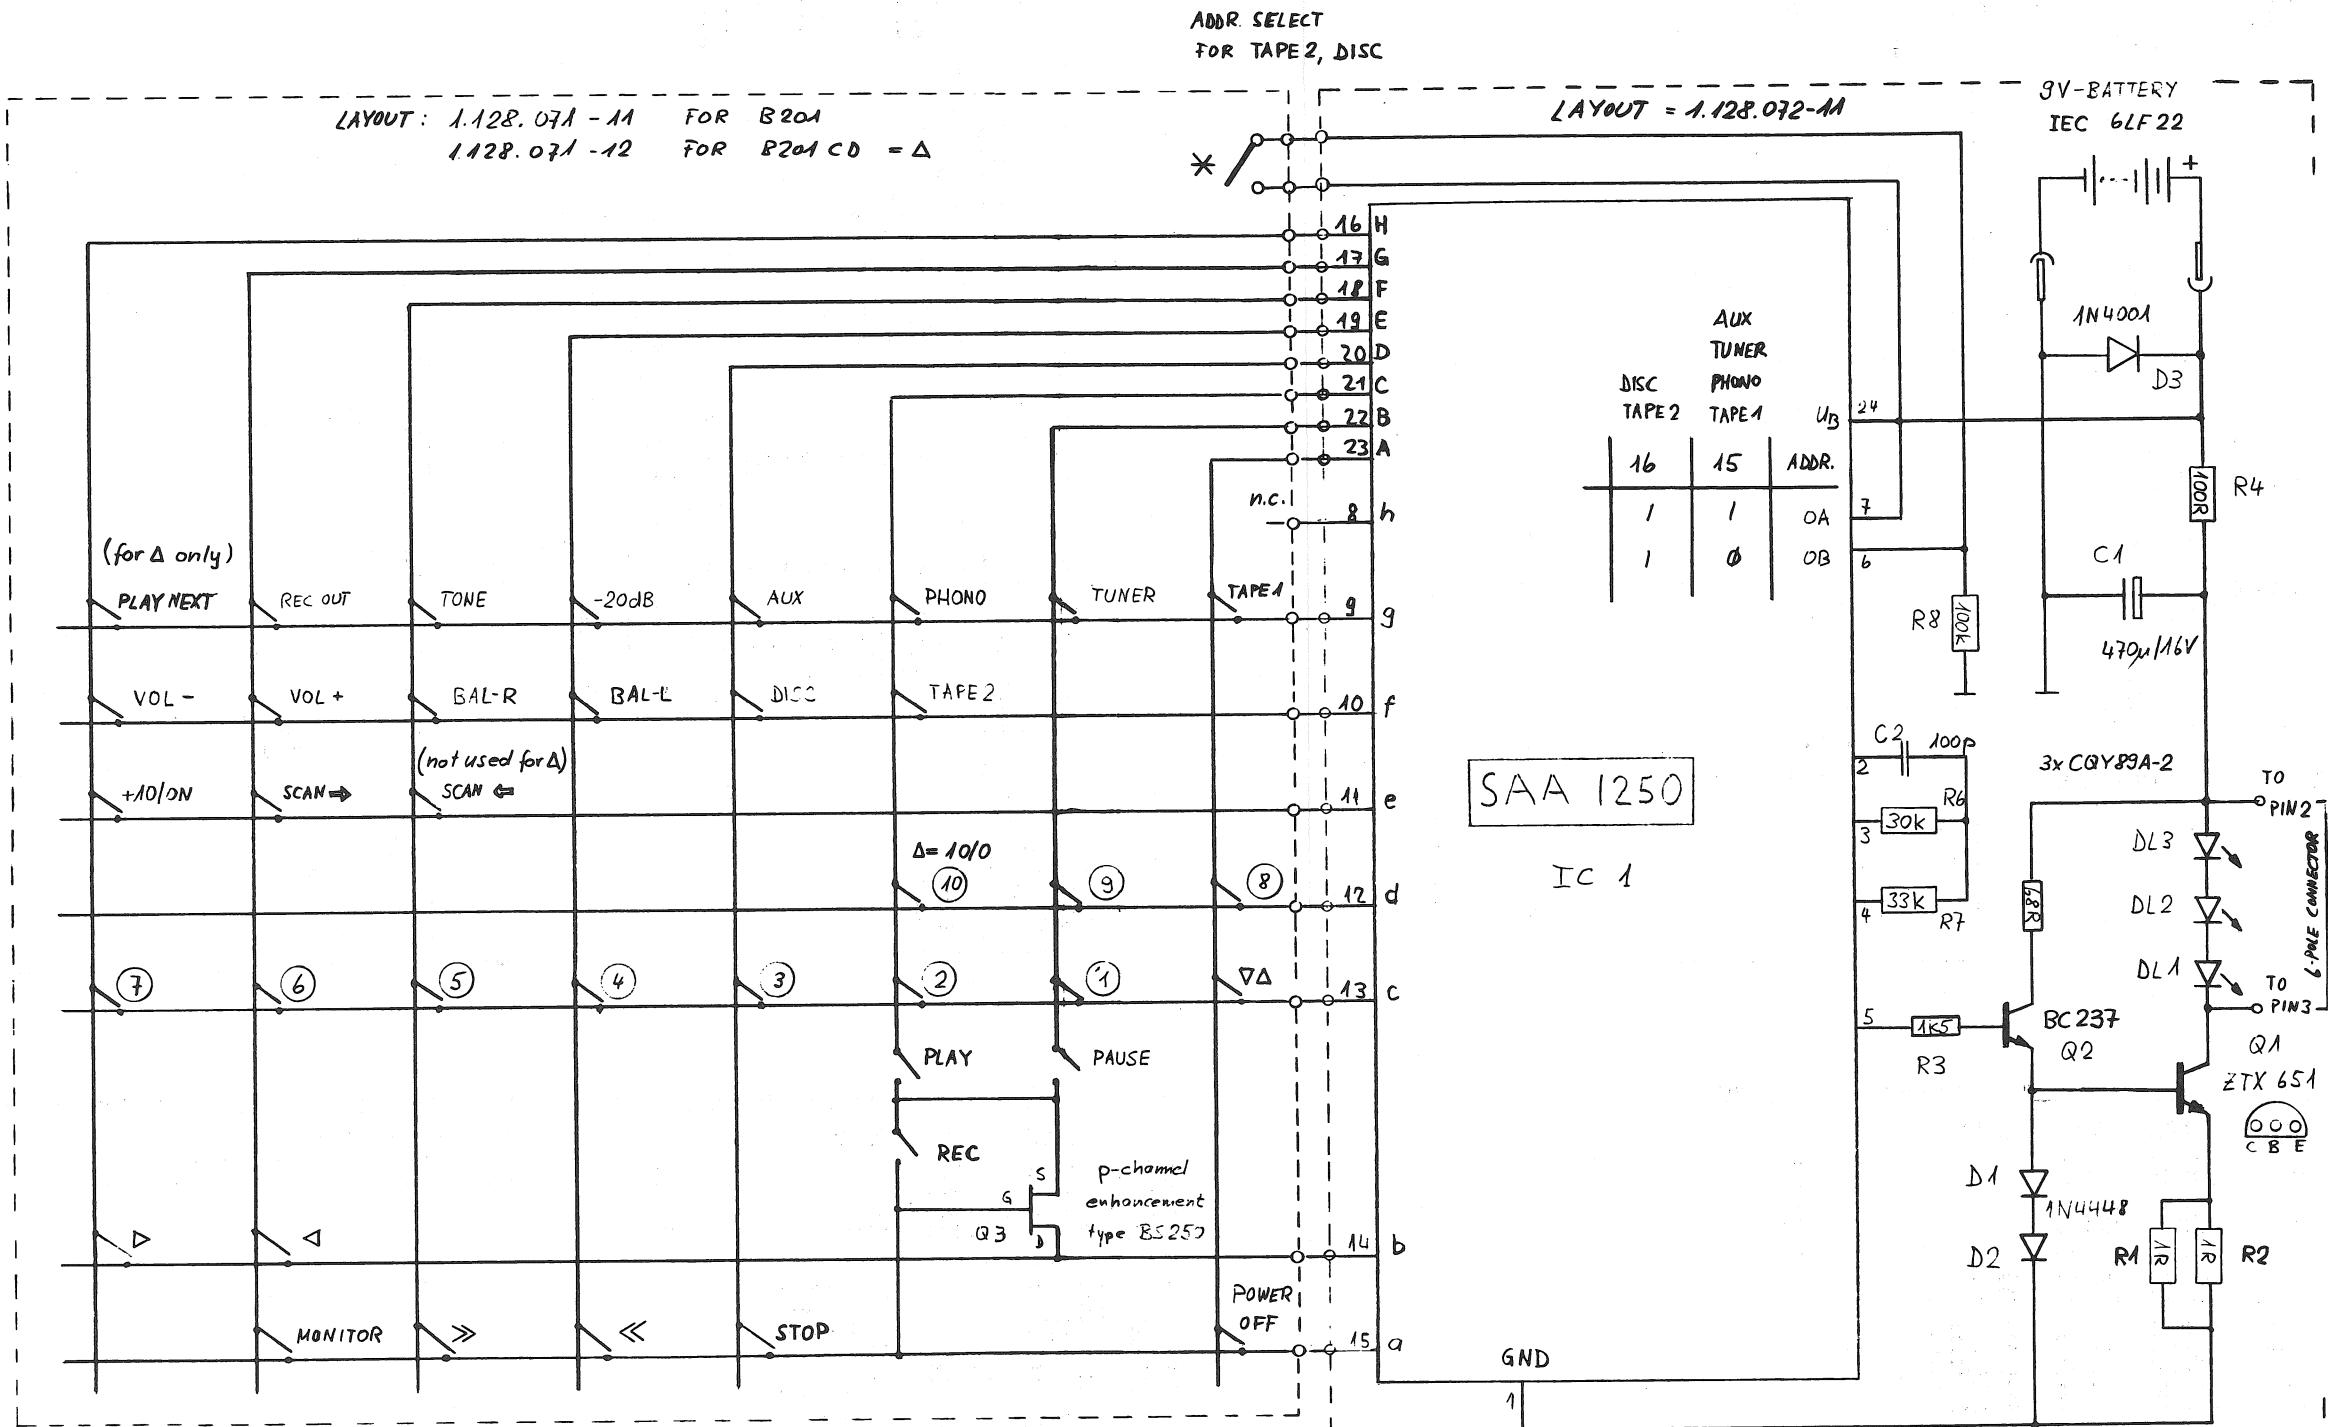 ADDR. SELECT
FOR TAPE 2, DISC
LAYOUT: 1.128.071 - 11 FOR B201
1.128.071 - 12 FOR B201 CD = Δ
LAYOUT = 1.128.072-11
9V-BATTERY
IEC 6LF22
*
+
16 H
17 G
18 F
19 E
20 D
21 C
22 B
23 A
n.c.
8 h
AUX
TUNER
DISC PHONO
TAPE 2 TAPE 1
16 15 ADDR.
1 1 OA
1 Ø OB
UB 24
7
6
1N4001
D3
100R R4
C1
470µ/16V
R8 100k
(for Δ only)
PLAY NEXT REC OUT TONE -20dB AUX PHONO TUNER TAPE 1
9 g
VOL - VOL + BAL-R BAL-L DISC TAPE 2
10 f
(not used for Δ)
+10/ON SCAN ⇒ SCAN ⇐
11 e
Δ= 10/0
10 9 8
12 d
7 6 5 4 3 2 1 ∇Δ
13 c
SAA 1250
IC 1
C2 100p
2
R6
3 30k
4 33k
R7
3x CQY89A-2
TO
PIN2
DL3
DL2
DL1
TO
PIN3
6-POLE CONNECTOR
68R
5 1K5
R3
BC 237
Q2
Q1
ZTX 651
C B E
PLAY PAUSE
REC
S
G
D
Q3
p-channel
enhancement
type BS250
▷ ◁
14 b
D1
1N4448
D2
R1 1R 1R R2
MONITOR ≫ ≪ STOP
POWER
OFF
15 a
GND
1